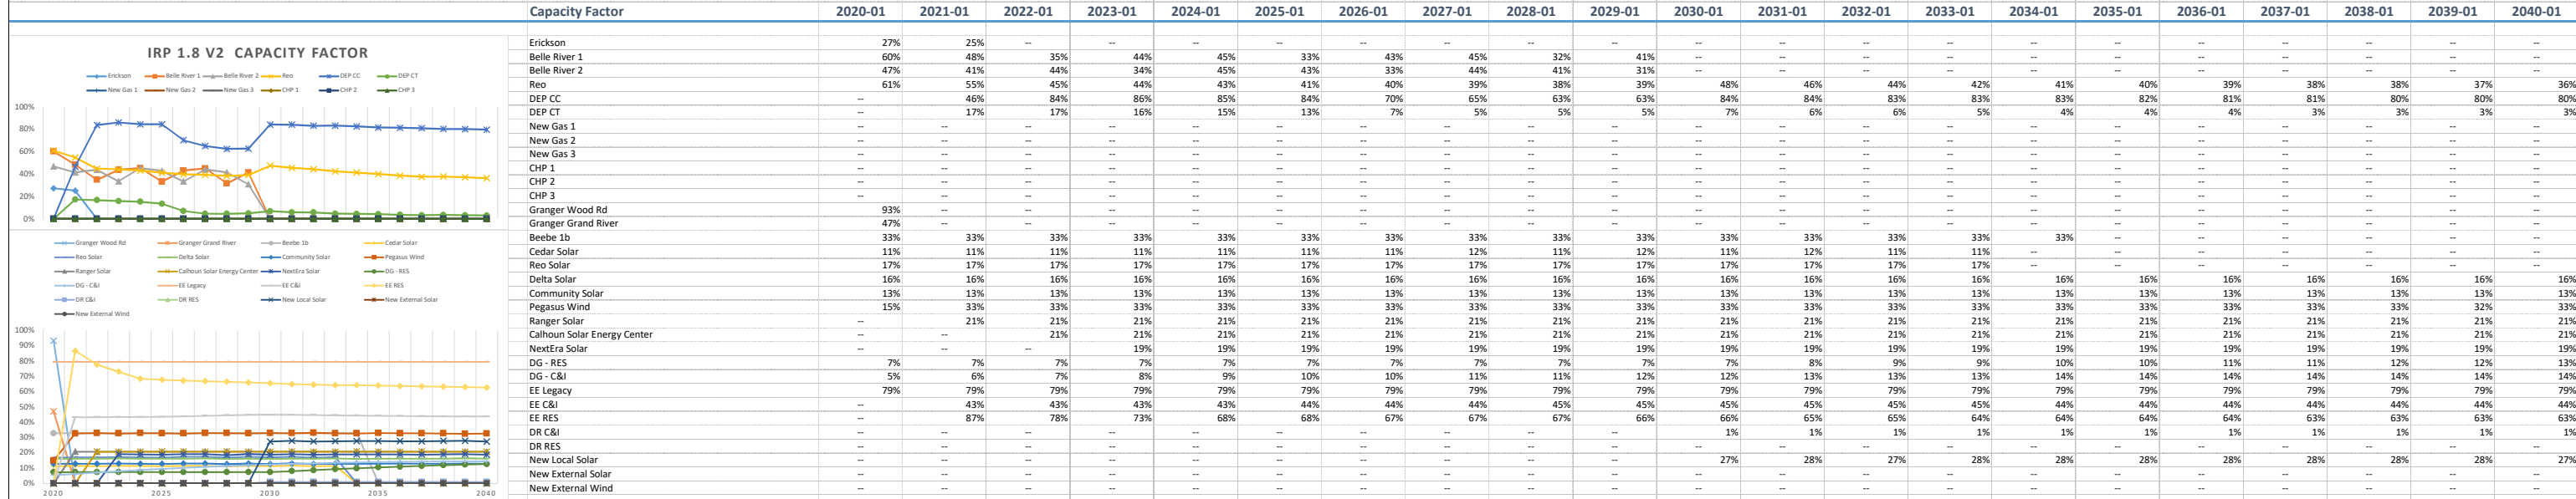 Capacity Factor 2020-01 2021-01 2022-01 2023-01 2024-01 2025-01 2026-01 2027-01 2028-01 2029-01 2030-01 2031-01 2032-01 2033-01 2034-01 2035-01 2036-01 2037-01 2038-01 2039-01 2040-01
IRP 1.8 V2 CAPACITY FACTOR
Erickson Belle River 1 Belle River 2 Reo DEP CC DEP CT
New Gas 1 New Gas 2 New Gas 3 CHP 1 CHP 2 CHP 3
100%
80%
60%
40%
20%
0%
Granger Wood Rd Granger Grand River Beebe 1b Cedar Solar
Reo Solar Delta Solar Community Solar Pegasus Wind
Ranger Solar Calhoun Solar Energy Center NextEra Solar DG - RES
DG - C&I EE Legacy EE C&I EE RES
DR C&I DR RES New Local Solar New External Solar
New External Wind
100%
90%
80%
70%
60%
50%
40%
30%
20%
10%
0%
2020 2025 2030 2035 2040
Erickson 27% 25% -- -- -- -- -- -- -- -- -- -- -- -- -- -- -- -- -- -- --
Belle River 1 60% 48% 35% 44% 45% 33% 43% 45% 32% 41% -- -- -- -- -- -- -- -- -- -- --
Belle River 2 47% 41% 44% 34% 45% 43% 33% 44% 41% 31% -- -- -- -- -- -- -- -- -- -- --
Reo 61% 55% 45% 44% 43% 41% 40% 39% 38% 39% 48% 46% 44% 42% 41% 40% 39% 38% 38% 37% 36%
DEP CC -- 46% 84% 86% 85% 84% 70% 65% 63% 63% 84% 84% 83% 83% 83% 82% 81% 81% 80% 80% 80%
DEP CT -- 17% 17% 16% 15% 13% 7% 5% 5% 5% 7% 6% 6% 5% 4% 4% 4% 3% 3% 3% 3%
New Gas 1 -- -- -- -- -- -- -- -- -- -- -- -- -- -- -- -- -- -- -- -- --
New Gas 2 -- -- -- -- -- -- -- -- -- -- -- -- -- -- -- -- -- -- -- -- --
New Gas 3 -- -- -- -- -- -- -- -- -- -- -- -- -- -- -- -- -- -- -- -- --
CHP 1 -- -- -- -- -- -- -- -- -- -- -- -- -- -- -- -- -- -- -- -- --
CHP 2 -- -- -- -- -- -- -- -- -- -- -- -- -- -- -- -- -- -- -- -- --
CHP 3 -- -- -- -- -- -- -- -- -- -- -- -- -- -- -- -- -- -- -- -- --
Granger Wood Rd 93% -- -- -- -- -- -- -- -- -- -- -- -- -- -- -- -- -- -- -- --
Granger Grand River 47% -- -- -- -- -- -- -- -- -- -- -- -- -- -- -- -- -- -- -- --
Beebe 1b 33% 33% 33% 33% 33% 33% 33% 33% 33% 33% 33% 33% 33% 33% 33% -- -- -- -- -- --
Cedar Solar 11% 11% 11% 11% 11% 11% 11% 12% 11% 11% 11% 12% 11% 11% -- -- -- -- -- -- --
Reo Solar 17% 17% 17% 17% 17% 17% 17% 17% 17% 17% 17% 17% 17% 17% -- -- -- -- -- -- --
Delta Solar 16% 16% 16% 16% 16% 16% 16% 16% 16% 16% 16% 16% 16% 16% 16% 16% 16% 16% 16% 16% 16%
Community Solar 13% 13% 13% 13% 13% 13% 13% 13% 13% 13% 13% 13% 13% 13% 13% 13% 13% 13% 13% 13% 13%
Pegasus Wind 15% 33% 33% 33% 33% 33% 33% 33% 33% 33% 33% 33% 33% 33% 33% 33% 33% 33% 33% 32% 33%
Ranger Solar -- 21% 21% 21% 21% 21% 21% 21% 21% 21% 21% 21% 21% 21% 21% 21% 21% 21% 21% 21% 21%
Calhoun Solar Energy Center -- -- 21% 21% 21% 21% 21% 21% 21% 21% 21% 21% 21% 21% 21% 21% 21% 21% 21% 21% 21%
NextEra Solar -- -- -- 19% 19% 19% 19% 19% 19% 19% 19% 19% 19% 19% 19% 19% 19% 19% 19% 19% 19%
DG - RES 7% 7% 7% 7% 7% 7% 7% 7% 7% 7% 7% 8% 9% 9% 10% 10% 11% 11% 12% 12% 13%
DG - C&I 5% 6% 7% 8% 9% 10% 10% 11% 11% 12% 12% 13% 13% 13% 14% 14% 14% 14% 14% 14% 14%
EE Legacy 79% 79% 79% 79% 79% 79% 79% 79% 79% 79% 79% 79% 79% 79% 79% 79% 79% 79% 79% 79% 79%
EE C&I -- 43% 43% 43% 43% 44% 44% 44% 45% 45% 45% 45% 45% 44% 44% 44% 44% 44% 44% 44% 44%
EE RES -- 87% 78% 73% 68% 68% 67% 67% 67% 66% 66% 65% 65% 64% 64% 64% 64% 63% 63% 63% 63%
DR C&I -- -- -- -- -- -- -- -- -- -- 1% 1% 1% 1% 1% 1% 1% 1% 1% 1% 1%
DR RES -- -- -- -- -- -- -- -- -- -- -- -- -- -- -- -- -- -- -- -- --
New Local Solar -- -- -- -- -- -- -- -- -- -- 27% 28% 27% 28% 28% 28% 28% 28% 28% 28% 27%
New External Solar -- -- -- -- -- -- -- -- -- -- -- -- -- -- -- -- -- -- -- -- --
New External Wind -- -- -- -- -- -- -- -- -- -- -- -- -- -- -- -- -- -- -- -- --